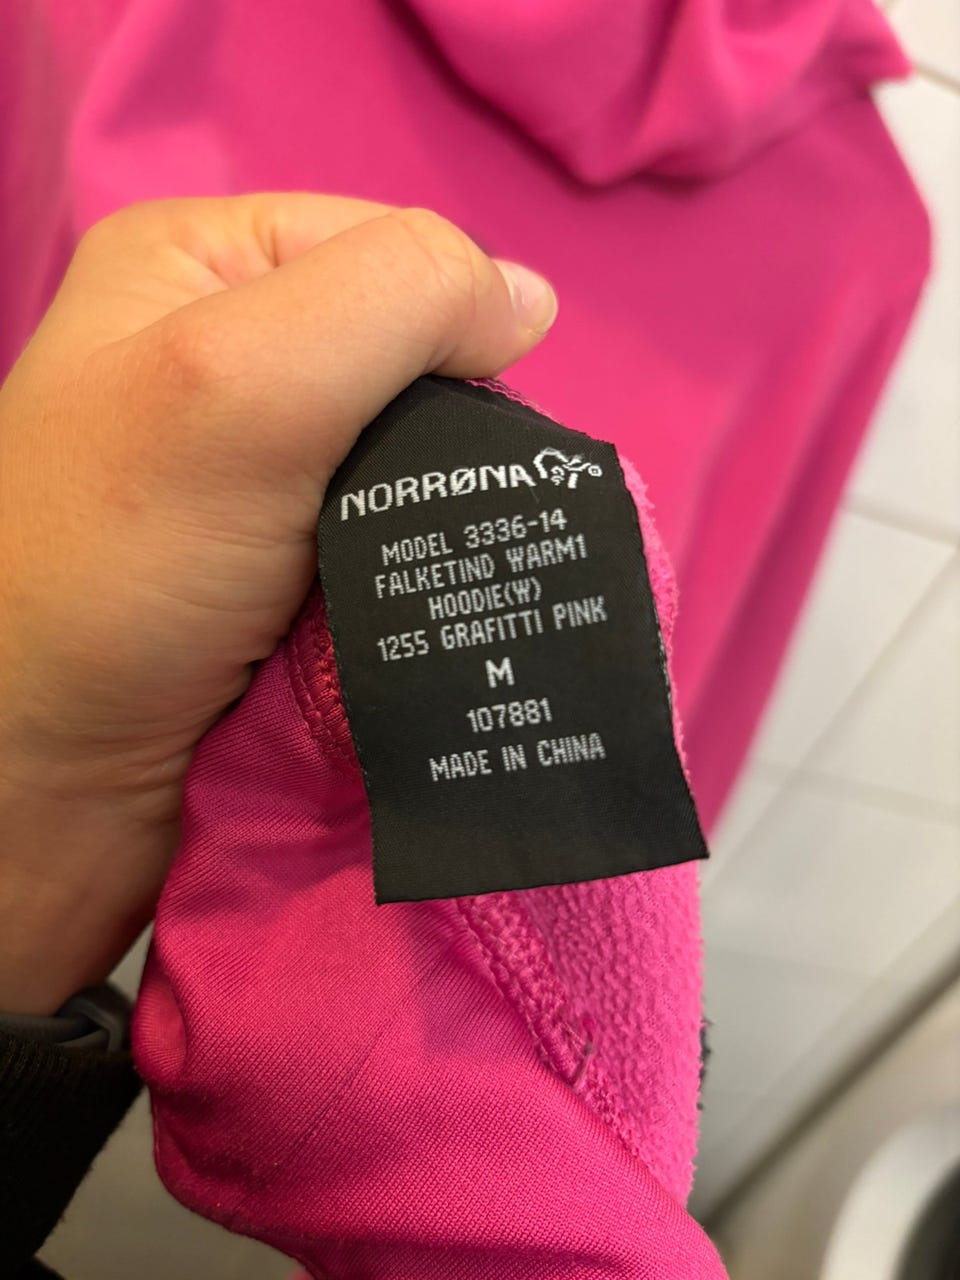 NORRØNA
MODEL 3336-14
FALKETIND WARM1
HOODIE(W)
1255 GRAFITTI PINK
M
107881
MADE IN CHINA